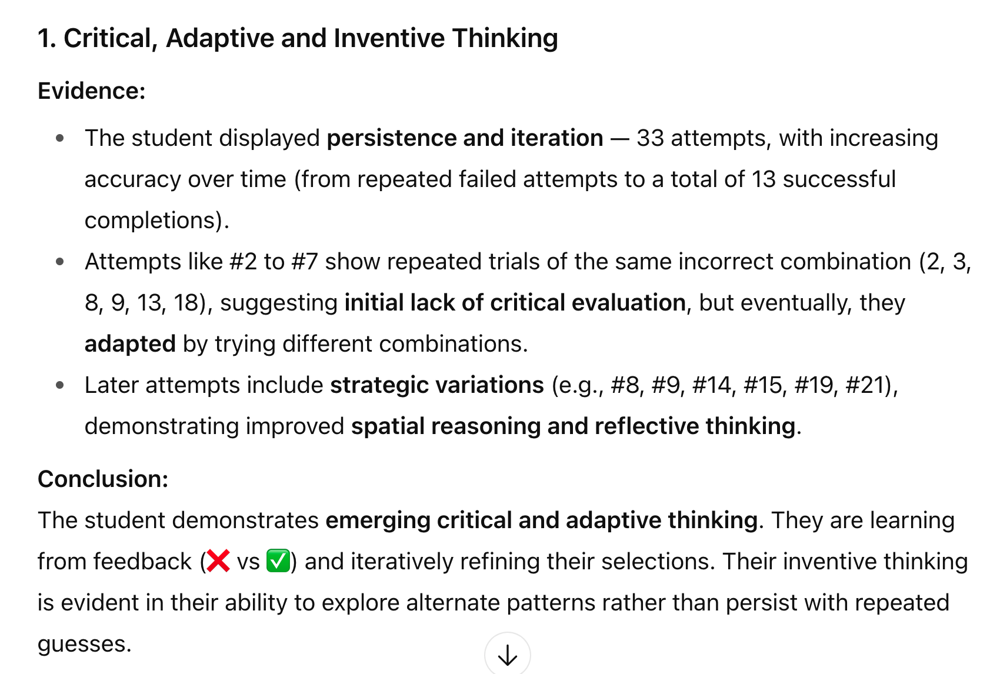 1. Critical, Adaptive and Inventive Thinking
Evidence:
• The student displayed persistence and iteration — 33 attempts, with increasing
accuracy over time (from repeated failed attempts to a total of 13 successful
completions).
• Attempts like #2 to #7 show repeated trials of the same incorrect combination (2, 3,
8, 9, 13, 18), suggesting initial lack of critical evaluation, but eventually, they
adapted by trying different combinations.
• Later attempts include strategic variations (e.g., #8, #9, #14, #15, #19, #21),
demonstrating improved spatial reasoning and reflective thinking.
Conclusion:
The student demonstrates emerging critical and adaptive thinking. They are learning
from feedback (❌ vs ✅) and iteratively refining their selections. Their inventive thinking
is evident in their ability to explore alternate patterns rather than persist with repeated
guesses.